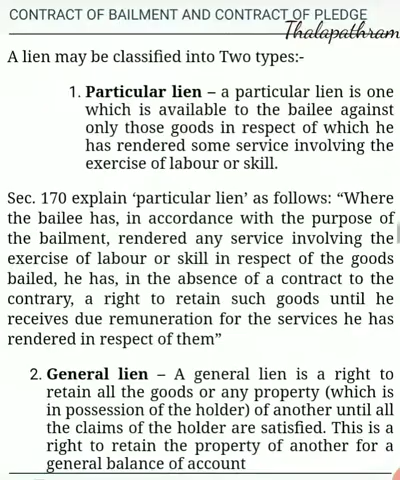 CONTRACT OF BAILMENT AND CONTRACT OF PLEDGE
Thalapathram
A lien may be classified into Two types:-
1. Particular lien – a particular lien is one
which is available to the bailee against
only those goods in respect of which he
has rendered some service involving the
exercise of labour or skill.
Sec. 170 explain ‘particular lien’ as follows: “Where
the bailee has, in accordance with the purpose of
the bailment, rendered any service involving the
exercise of labour or skill in respect of the goods
bailed, he has, in the absence of a contract to the
contrary, a right to retain such goods until he
receives due remuneration for the services he has
rendered in respect of them”
2. General lien – A general lien is a right to
retain all the goods or any property (which is
in possession of the holder) of another until all
the claims of the holder are satisfied. This is a
right to retain the property of another for a
general balance of account